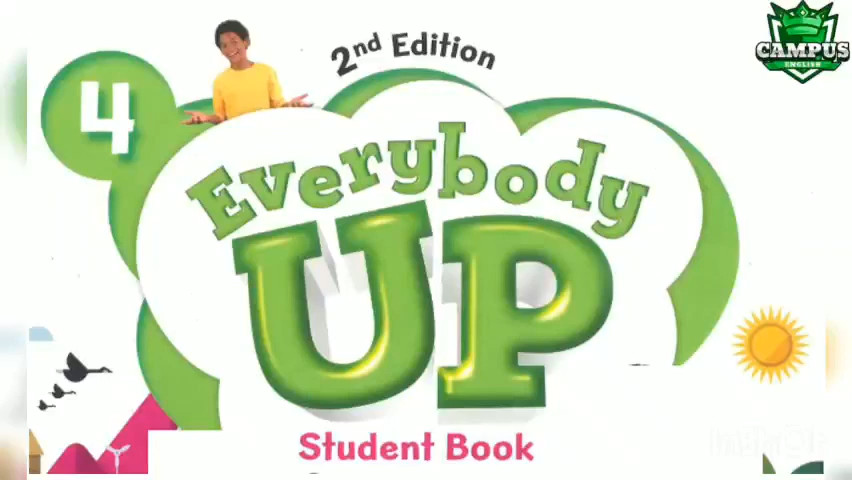 4
2nd Edition
CAMPUS
ENGLISH
Everybody
UP
Student Book